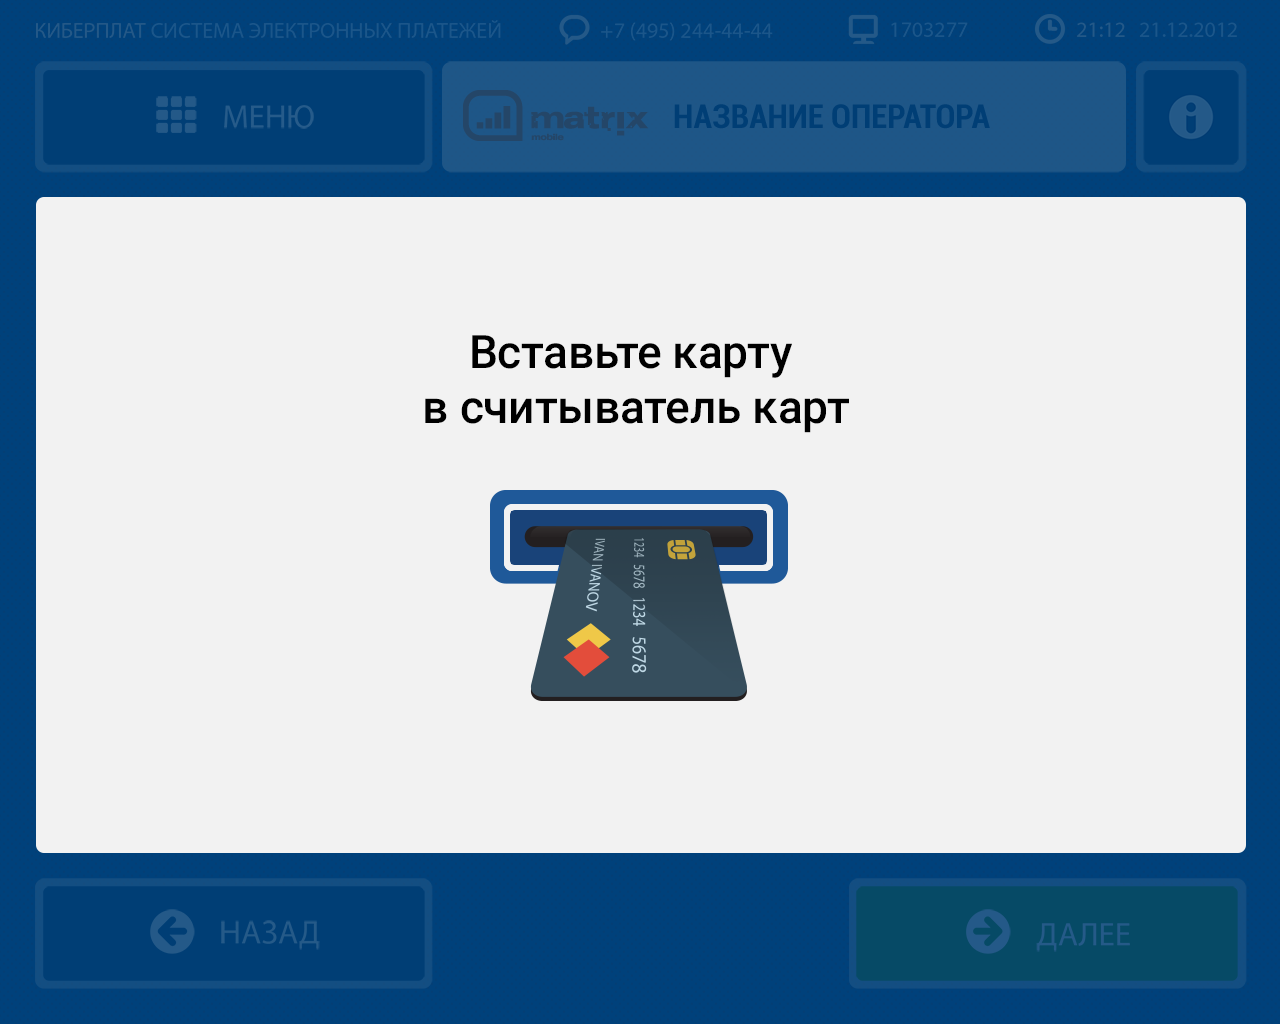 КИБЕРПЛАТ СИСТЕМА ЭЛЕКТРОННЫХ ПЛАТЕЖЕЙ
+7 (495) 244-44-44
1703277
21:12 21.12.2012
МЕНЮ
matrix
mobile
НАЗВАНИЕ ОПЕРАТОРА
Вставьте карту
в считыватель карт
IVAN IVANOV
1234 5678 1234 5678
НАЗАД
ДАЛЕЕ